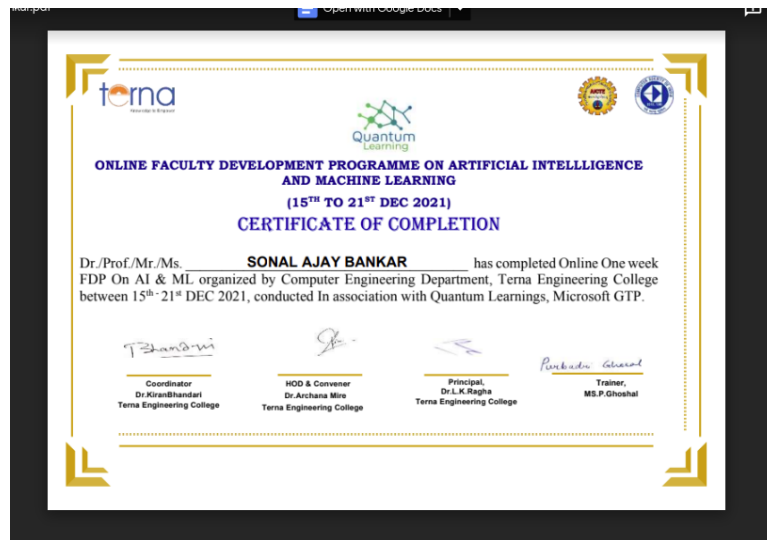 Open with Google Docs
terna
Quantum
Learning
ONLINE FACULTY DEVELOPMENT PROGRAMME ON ARTIFICIAL INTELLLIGENCE
AND MACHINE LEARNING
(15TH TO 21ST DEC 2021)
CERTIFICATE OF COMPLETION
Dr./Prof./Mr./Ms. SONAL AJAY BANKAR has completed Online One week
FDP On AI & ML organized by Computer Engineering Department, Terna Engineering College
between 15th - 21st DEC 2021, conducted In association with Quantum Learnings, Microsoft GTP.
Coordinator
Dr.KiranBhandari
Terna Engineering College
HOD & Convener
Dr.Archana Mire
Terna Engineering College
Principal,
Dr.L.K.Ragha
Terna Engineering College
Trainer,
MS.P.Ghoshal